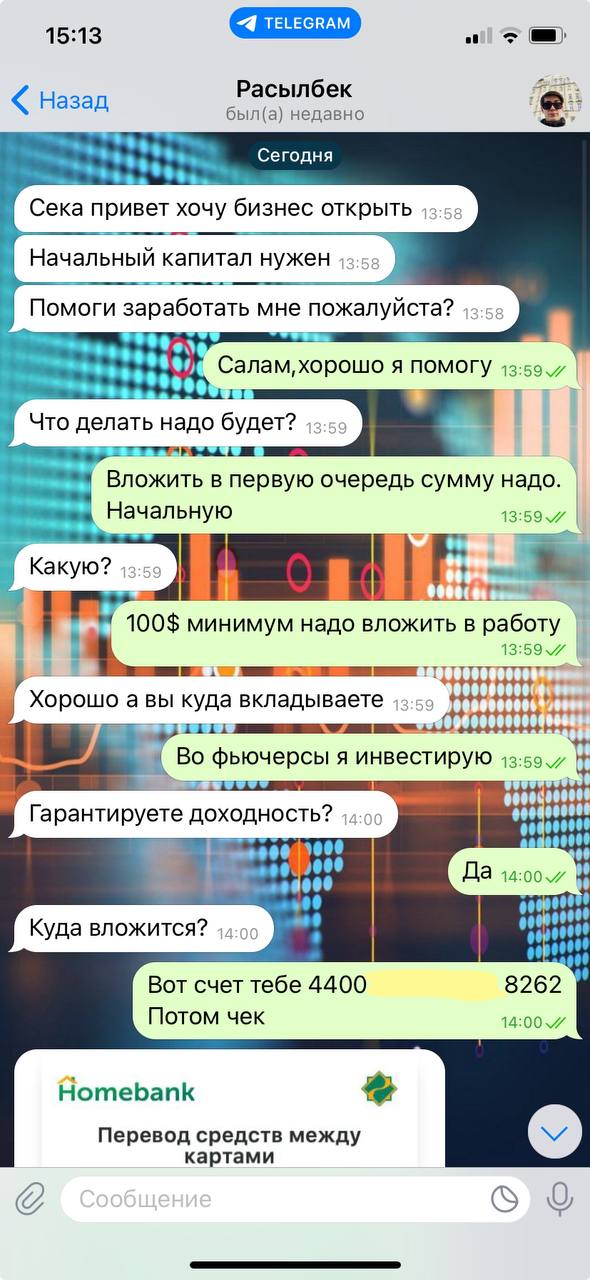 15:13
TELEGRAM
Назад
Расылбек
был(а) недавно
Сегодня
Сека привет хочу бизнес открыть 13:58
Начальный капитал нужен 13:58
Помоги заработать мне пожалуйста? 13:58
Салам,хорошо я помогу 13:59
Что делать надо будет? 13:59
Вложить в первую очередь сумму надо.
Начальную 13:59
Какую? 13:59
100$ минимум надо вложить в работу
13:59
Хорошо а вы куда вкладываете 13:59
Во фьючерсы я инвестирую 13:59
Гарантируете доходность? 14:00
Да 14:00
Куда вложится? 14:00
Вот счет тебе 4400 8262
Потом чек 14:00
Homebank
Перевод средств между
картами
Сообщение